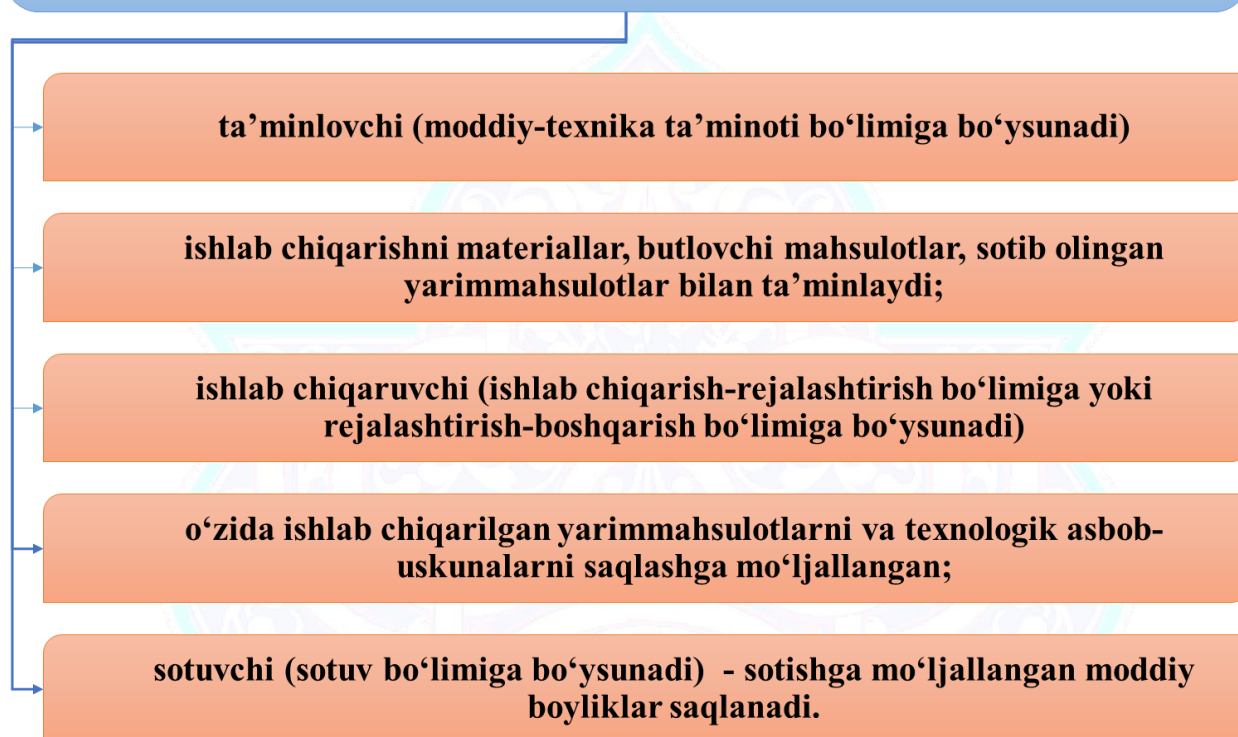 ta’minlovchi (moddiy-texnika ta’minoti bo‘limiga bo‘ysunadi)
ishlab chiqarishni materiallar, butlovchi mahsulotlar, sotib olingan
yarimmahsulotlar bilan ta’minlaydi;
ishlab chiqaruvchi (ishlab chiqarish-rejalashtirish bo‘limiga yoki
rejalashtirish-boshqarish bo‘limiga bo‘ysunadi)
o‘zida ishlab chiqarilgan yarimmahsulotlarni va texnologik asbob-
uskunalarni saqlashga mo‘ljallangan;
sotuvchi (sotuv bo‘limiga bo‘ysunadi)  - sotishga mo‘ljallangan moddiy
boyliklar saqlanadi.